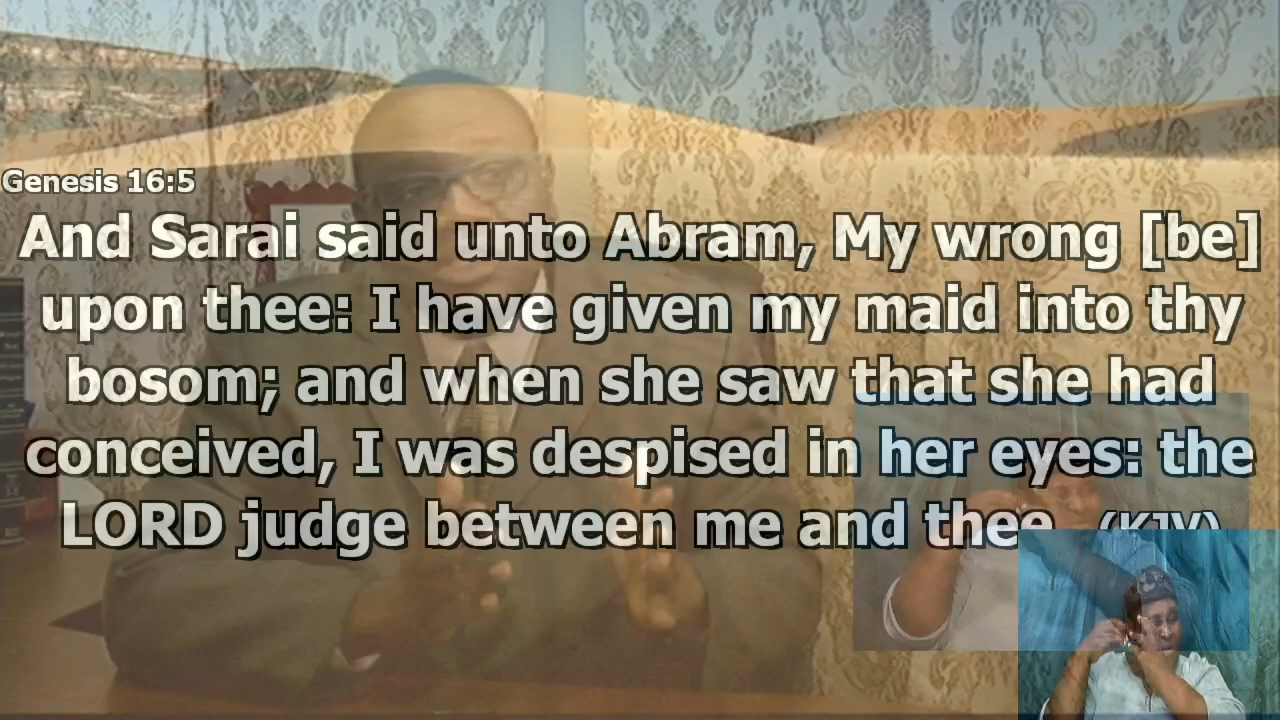 Genesis 16:5
And Sarai said unto Abram, My wrong [be]
upon thee: I have given my maid into thy
bosom; and when she saw that she had
conceived, I was despised in her eyes: the
LORD judge between me and thee. (KJV)